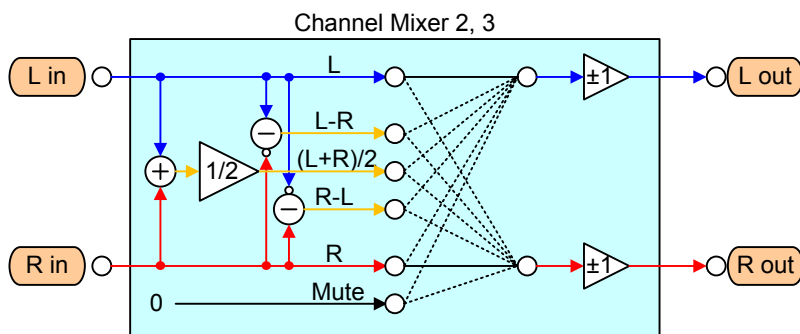 Channel Mixer 2, 3
L in
L
±1
L out
−
L-R
+
1/2
(L+R)/2
R-L
−
R in
R
±1
R out
0
Mute